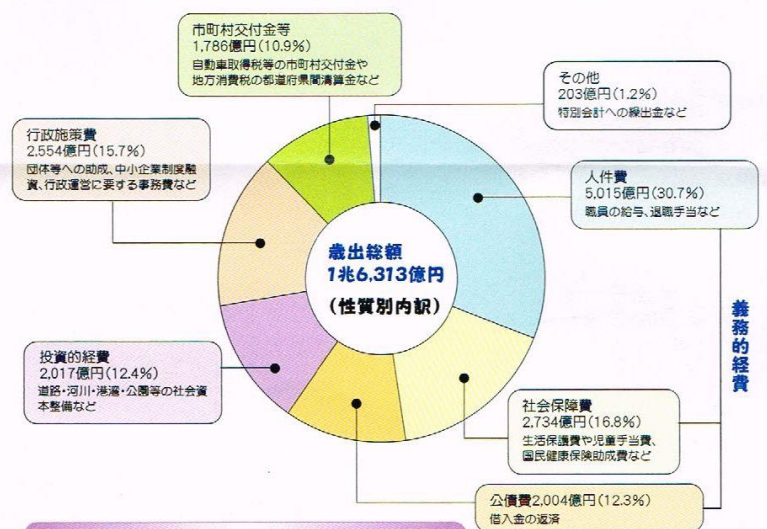 市町村交付金等
1,786億円(10.9%)
自動車取得税等の市町村交付金や
地方消費税の都道府県間清算金など
その他
203億円(1.2%)
特別会計への繰出金など
行政施策費
2,554億円(15.7%)
団体等への助成、中小企業制度融
資、行政運営に要する事務費など
人件費
5,015億円(30.7%)
職員の給与、退職手当など
歳出総額
1兆6,313億円
(性質別内訳)
義務的経費
投資的経費
2,017億円(12.4%)
道路・河川・港湾・公園等の社会資
本整備など
社会保障費
2,734億円(16.8%)
生活保護費や児童手当費、
国民健康保険助成費など
公債費2,004億円(12.3%)
借入金の返済